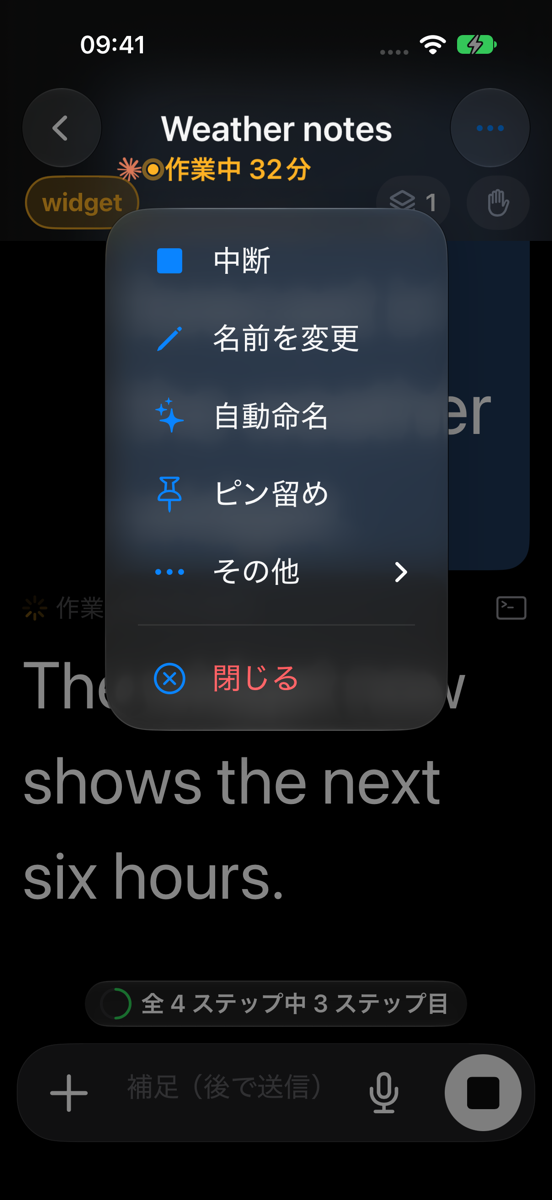 09:41
Weather notes
作業中 32分
widget
1
中断
名前を変更
自動命名
ピン留め
その他
閉じる
er
作業
The
w
shows the next
six hours.
全 4 ステップ中 3 ステップ目
補足（後で送信）